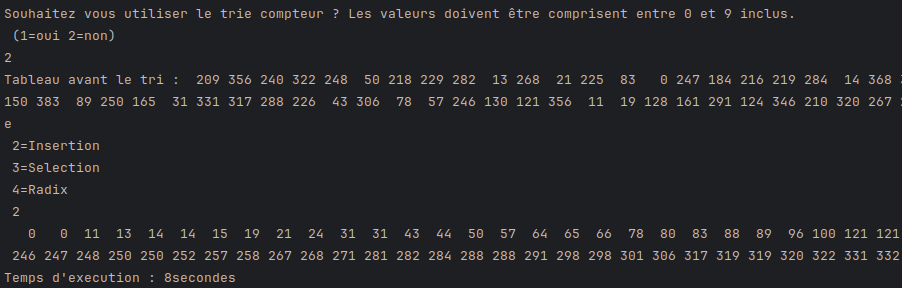 Souhaitez vous utiliser le trie compteur ? Les valeurs doivent être comprisent entre 0 et 9 inclus.
(1=oui 2=non)
2
Tableau avant le tri :  209 356 240 322 248  50 218 229 282  13 268  21 225  83   0 247 184 216 219 284  14 368
150 383  89 250 165  31 331 317 288 226  43 306  78  57 246 130 121 356  11  19 128 161 291 124 346 210 320 267
e
2=Insertion
3=Selection
4=Radix
2
0   0  11  13  14  14  15  19  21  24  31  31  43  44  50  57  64  65  66  78  80  83  88  89  96 100 121 121
246 247 248 250 250 252 257 258 267 268 271 281 282 284 288 288 291 298 298 301 306 317 319 319 320 322 331 332
Temps d'execution : 8secondes